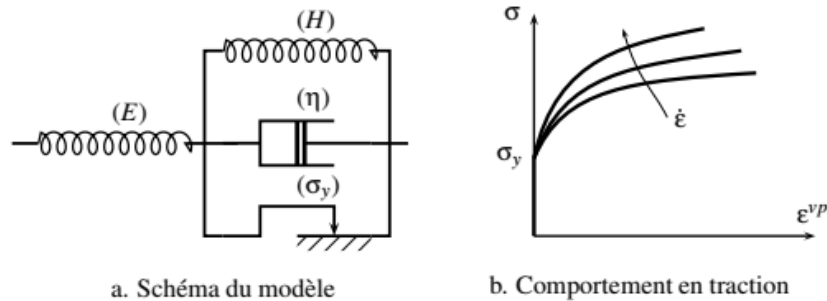 (H)
(E)
(η)
(σy)
a. Schéma du modèle
σ
σy
ε̇
εvp
b. Comportement en traction